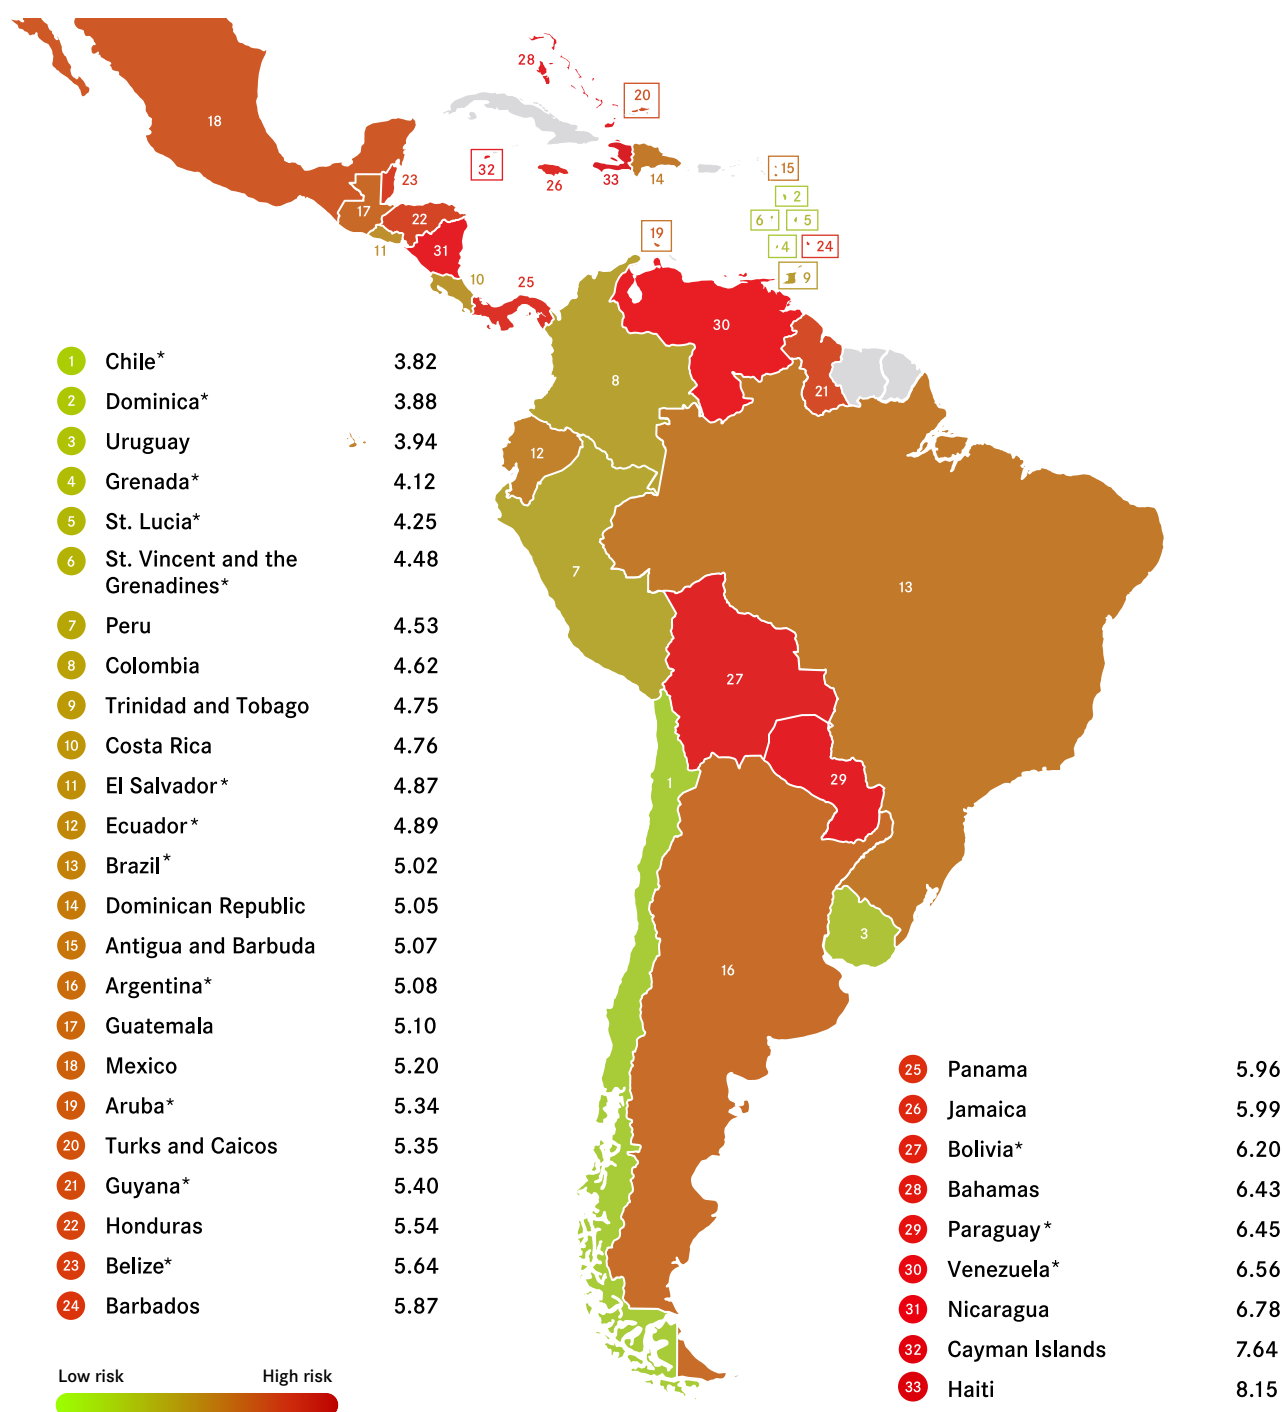 28
20
18
32
26
33
14
15
2
6
5
4
24
9
23
17
22
11
31
10
25
19
30
21
8
12
7
13
27
29
1
3
16
1 Chile* 3.82
2 Dominica* 3.88
3 Uruguay 3.94
4 Grenada* 4.12
5 St. Lucia* 4.25
6 St. Vincent and the 4.48
Grenadines*
7 Peru 4.53
8 Colombia 4.62
9 Trinidad and Tobago 4.75
10 Costa Rica 4.76
11 El Salvador* 4.87
12 Ecuador* 4.89
13 Brazil* 5.02
14 Dominican Republic 5.05
15 Antigua and Barbuda 5.07
16 Argentina* 5.08
17 Guatemala 5.10
18 Mexico 5.20
19 Aruba* 5.34
20 Turks and Caicos 5.35
21 Guyana* 5.40
22 Honduras 5.54
23 Belize* 5.64
24 Barbados 5.87
25 Panama 5.96
26 Jamaica 5.99
27 Bolivia* 6.20
28 Bahamas 6.43
29 Paraguay* 6.45
30 Venezuela* 6.56
31 Nicaragua 6.78
32 Cayman Islands 7.64
33 Haiti 8.15
Low risk High risk